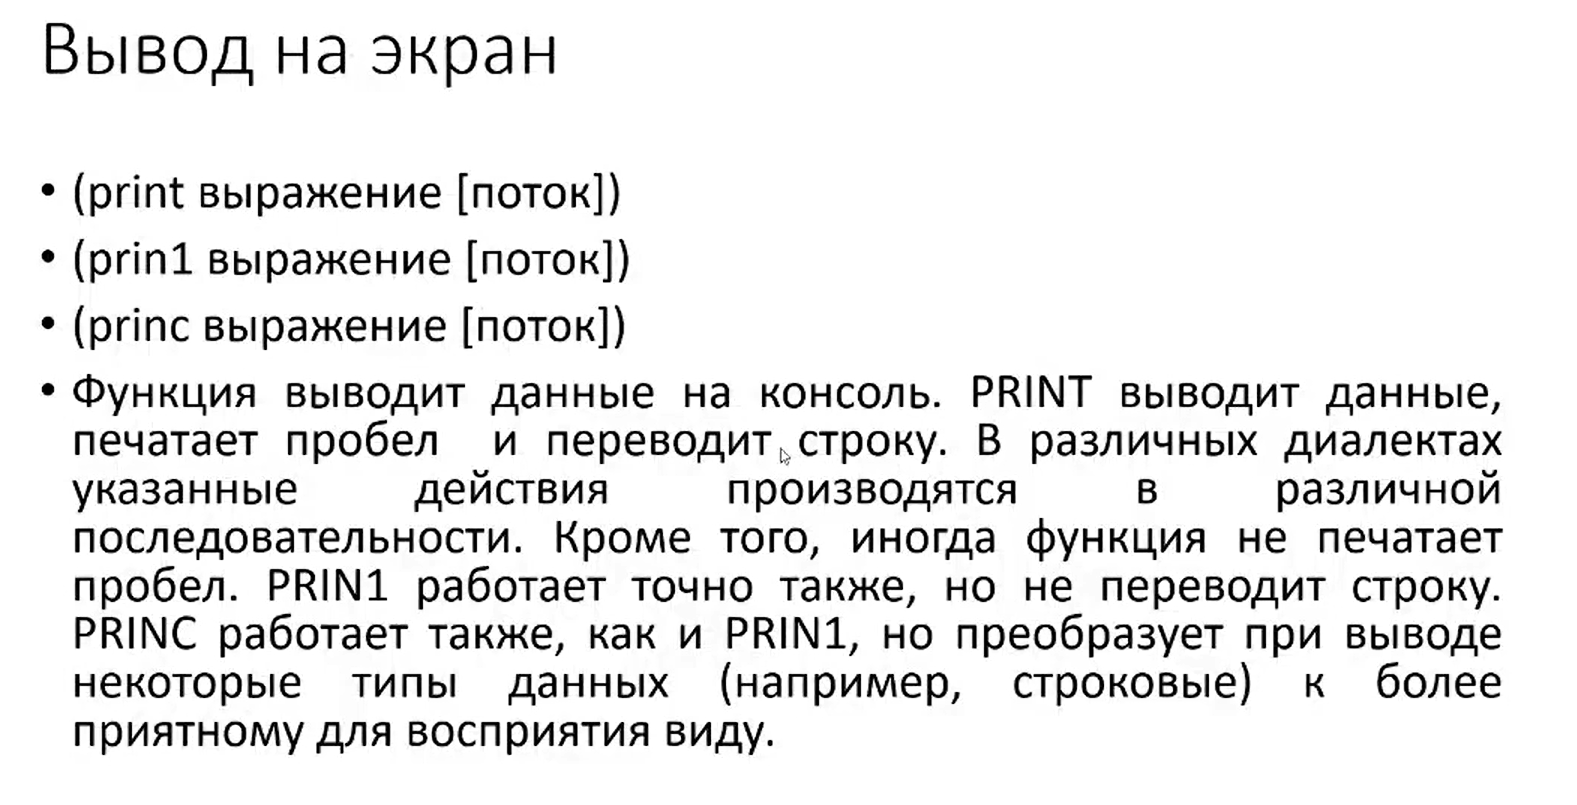 Вывод на экран
• (print выражение [поток])
• (prin1 выражение [поток])
• (princ выражение [поток])
• Функция выводит данные на консоль. PRINT выводит данные,
печатает пробел и переводит строку. В различных диалектах
указанные действия производятся в различной
последовательности. Кроме того, иногда функция не печатает
пробел. PRIN1 работает точно также, но не переводит строку.
PRINC работает также, как и PRIN1, но преобразует при выводе
некоторые типы данных (например, строковые) к более
приятному для восприятия виду.